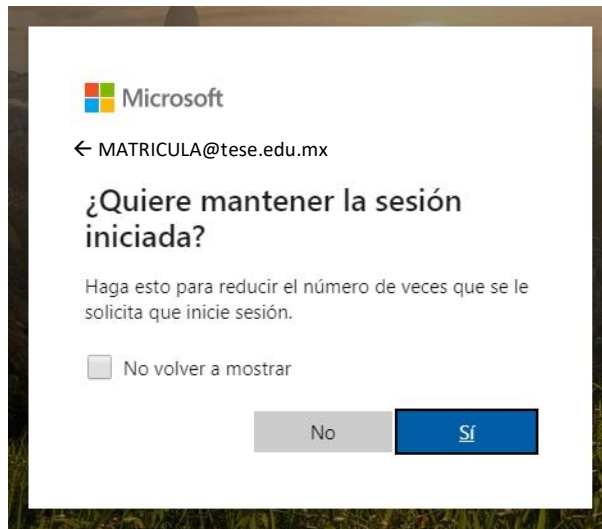 Microsoft
← MATRICULA@tese.edu.mx
¿Quiere mantener la sesión
iniciada?
Haga esto para reducir el número de veces que se le
solicita que inicie sesión.
No volver a mostrar
No
Sí